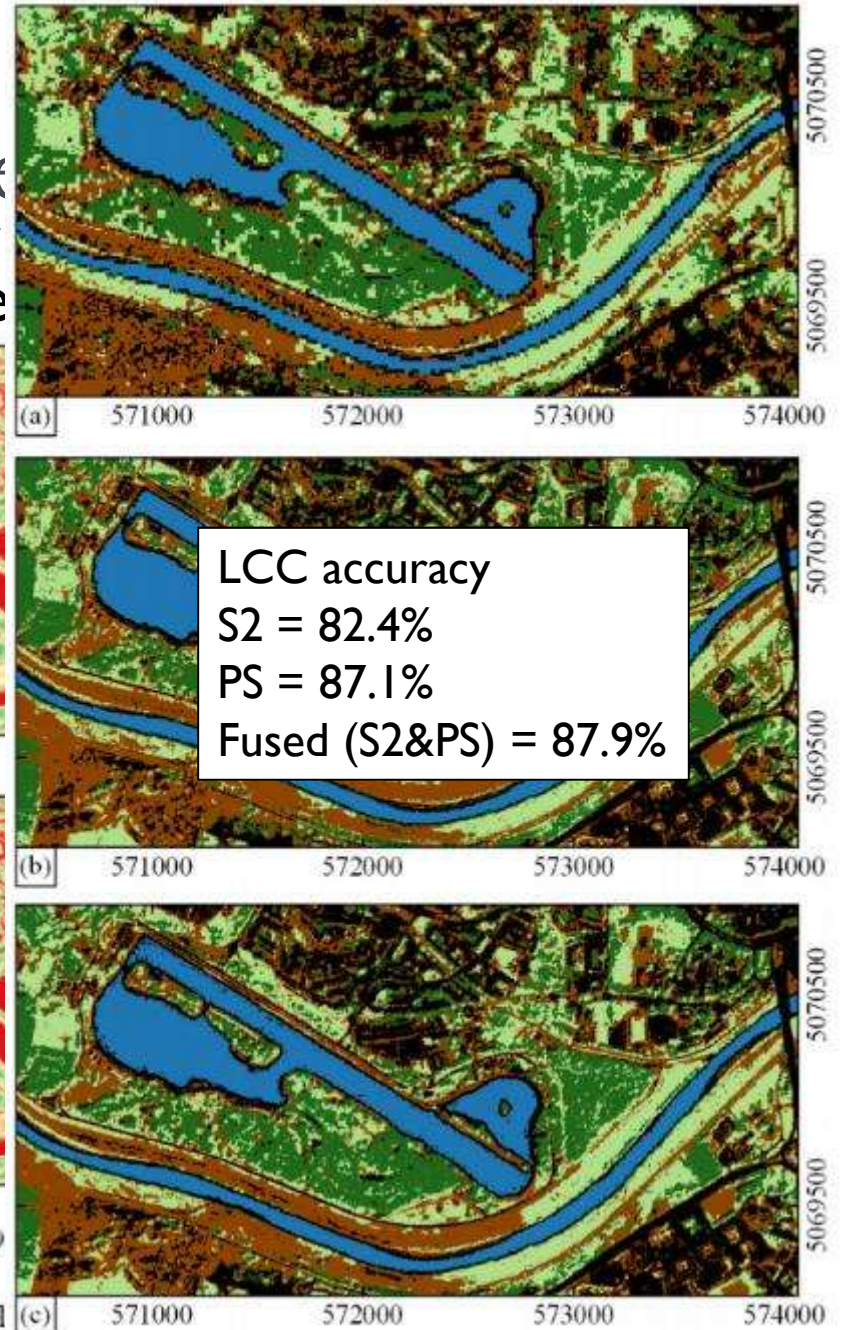 5070500
5069500
(a) 571000 572000 573000 574000
LCC accuracy
S2 = 82.4%
PS = 87.1%
Fused (S2&PS) = 87.9%
5070500
5069500
(b) 571000 572000 573000 574000
5070500
5069500
(c) 571000 572000 573000 574000